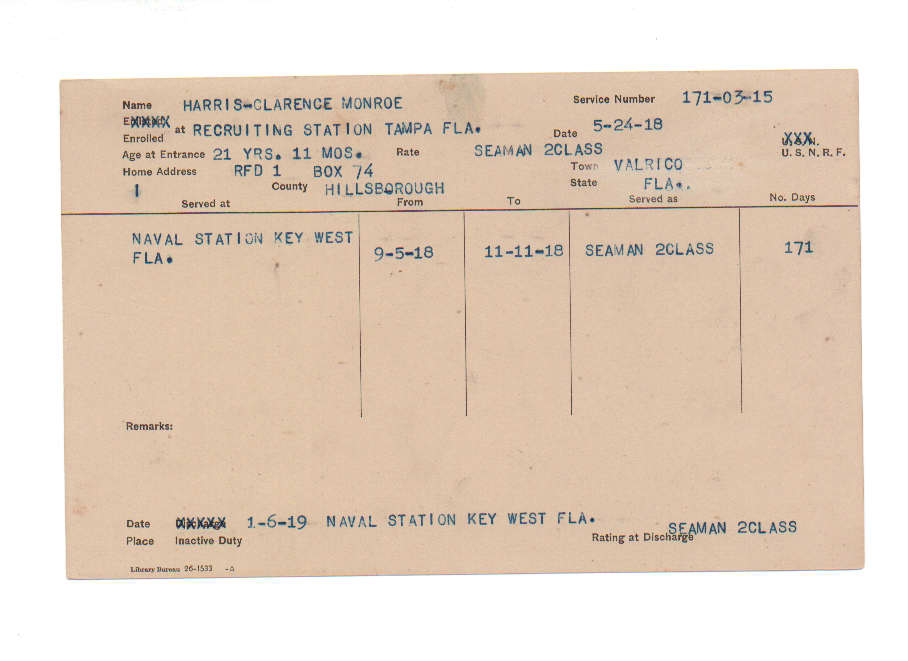 Name HARRIS-CLARENCE MONROE Service Number 171-03-15
Enrolled at RECRUITING STATION TAMPA FLA. Date 5-24-18
Age at Entrance 21 YRS. 11 MOS. Rate SEAMAN 2CLASS U.S.N.R.F.
Home Address RFD 1 BOX 74 Town VALRICO
1 County HILLSBOROUGH State FLA..
Served at From To Served as No. Days
NAVAL STATION KEY WEST
FLA. 9-5-18 11-11-18 SEAMAN 2CLASS 171
Remarks:
Date 1-6-19 NAVAL STATION KEY WEST FLA.
Place Inactive Duty Rating at Discharge SEAMAN 2CLASS
Library Bureau 26-1533 -A